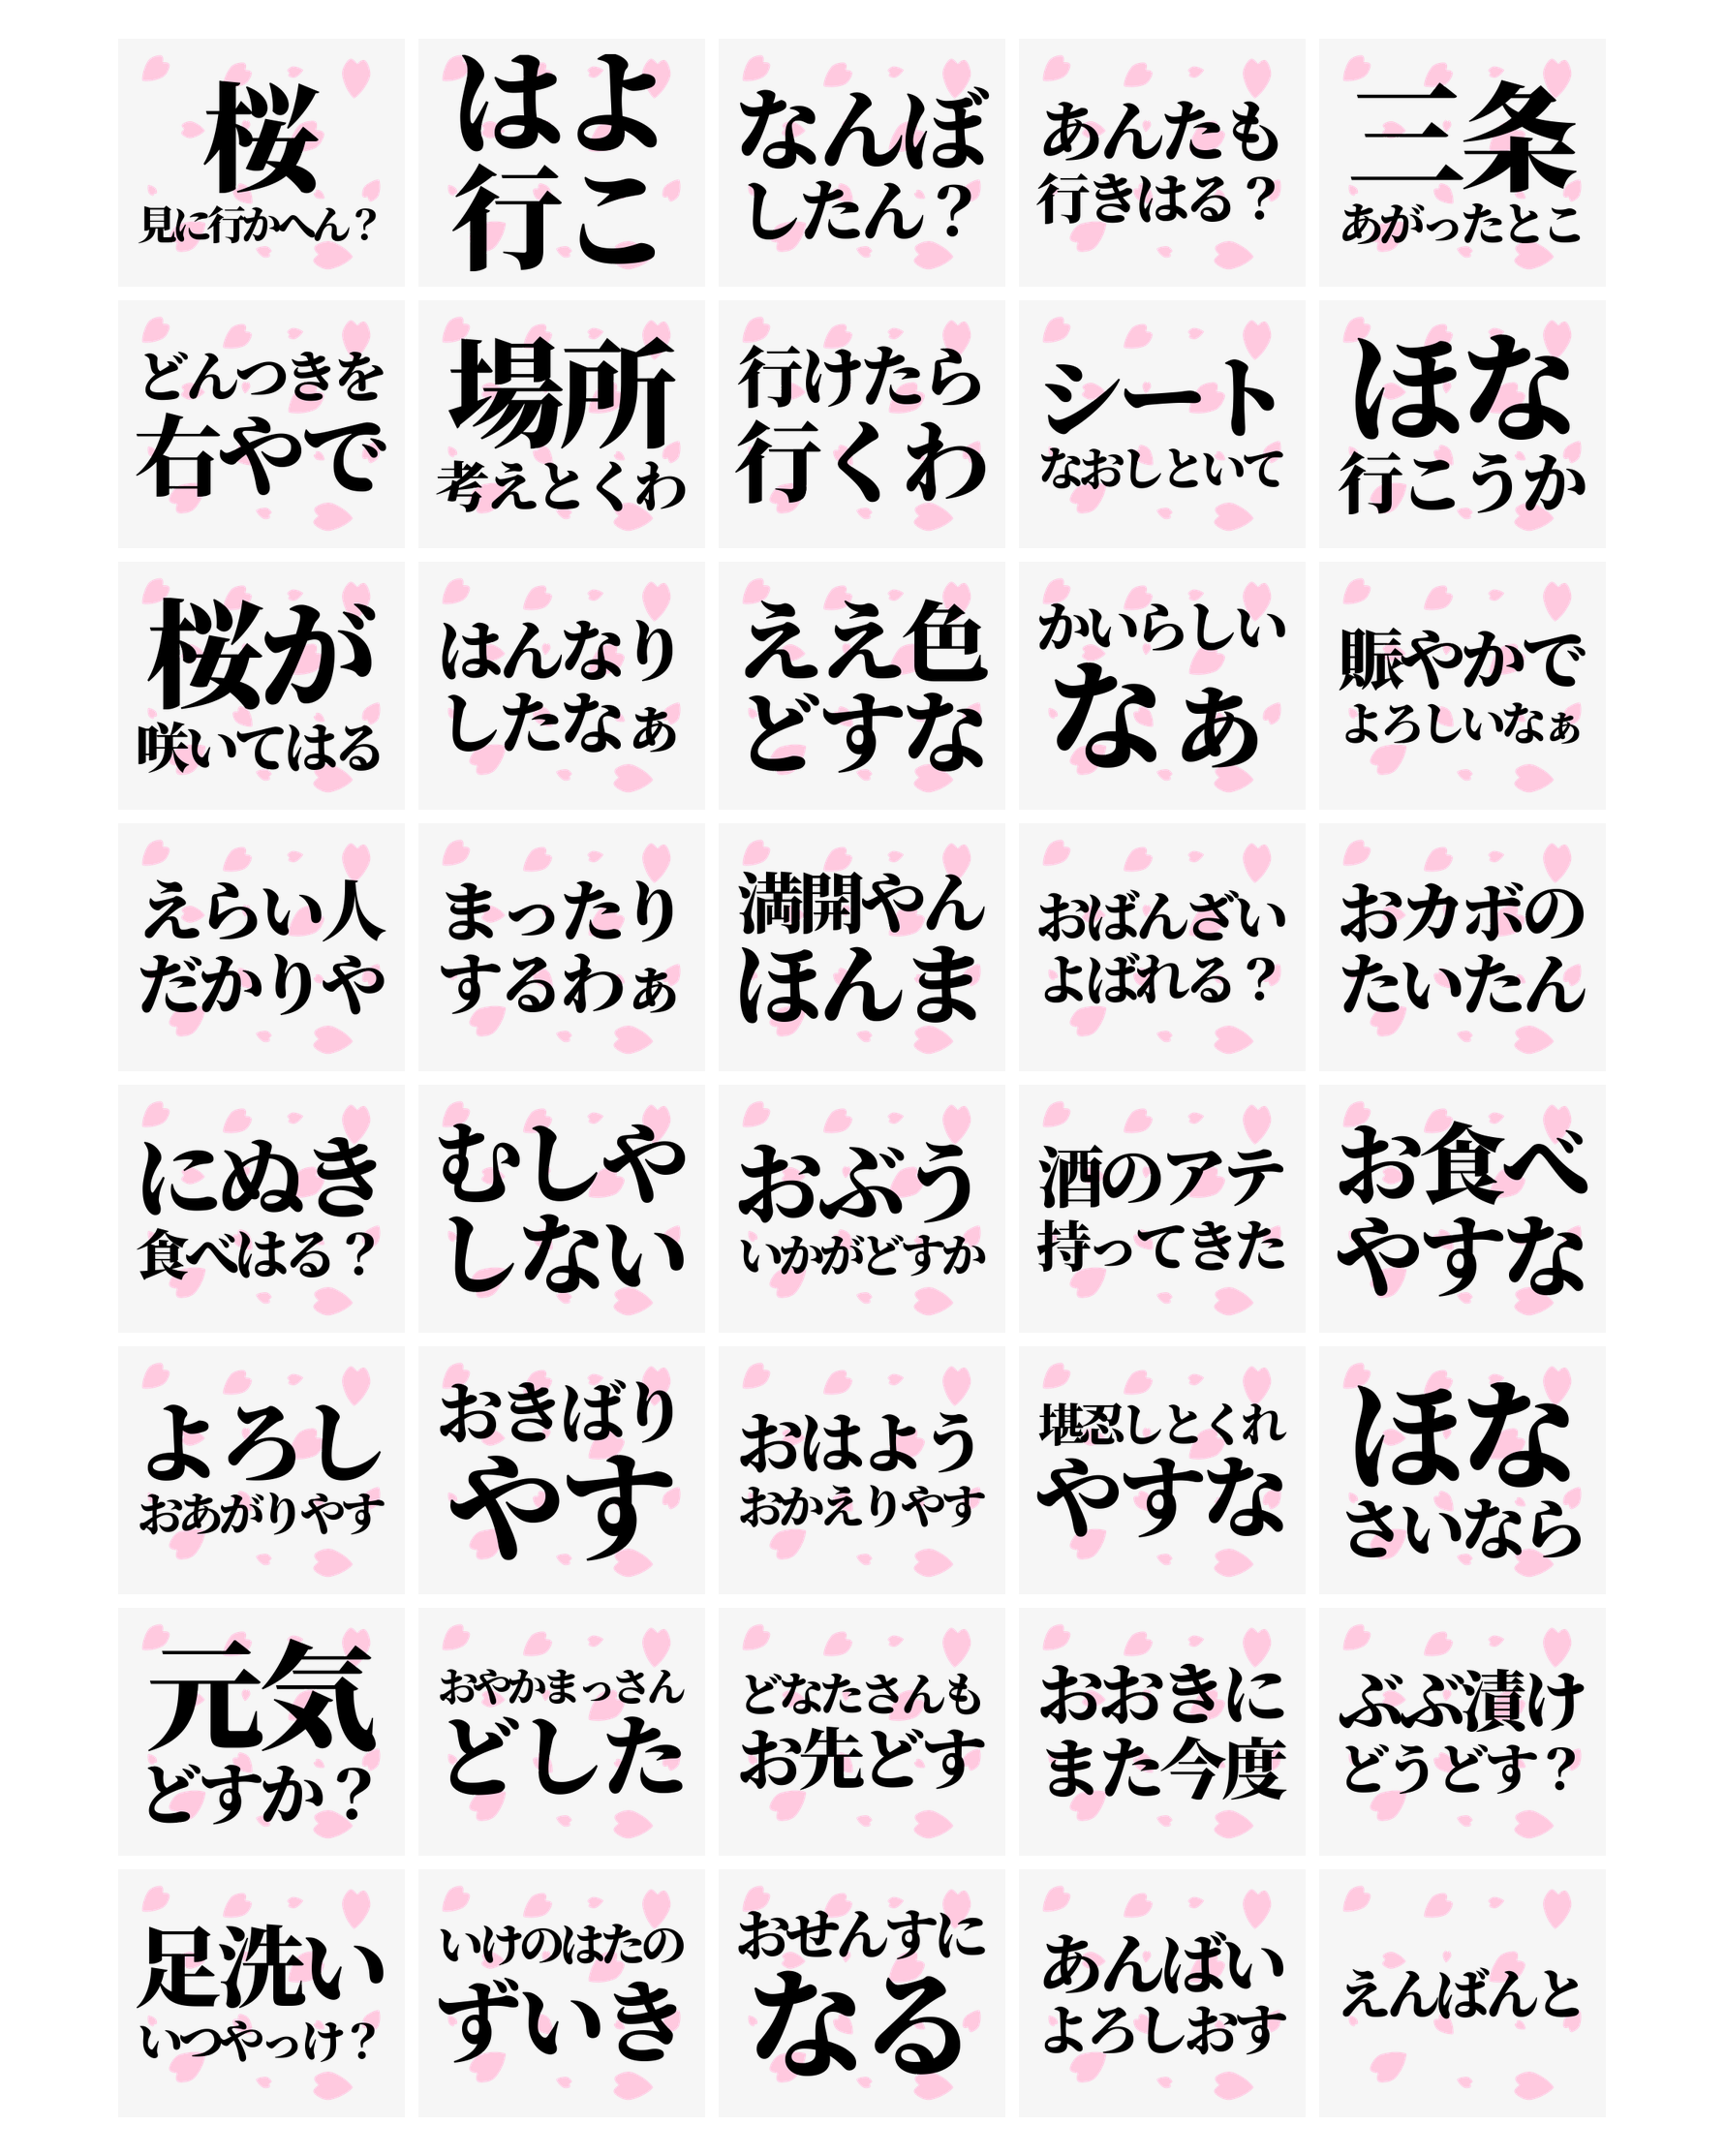 桜
見に行かへん？
はよ
行こ
なんぼ
したん？
あんたも
行きはる？
三条
あがったとこ
どんつきを
右やで
場所
考えとくわ
行けたら
行くわ
シート
なおしといて
ほな
行こうか
桜が
咲いてはる
はんなり
したなぁ
ええ色
どすな
かいらしい
なぁ
賑やかで
よろしいなぁ
えらい人
だかりや
まったり
するわぁ
満開やん
ほんま
おばんざい
よばれる？
おカボの
たいたん
にぬき
食べはる？
むしや
しない
おぶう
いかがどすか
酒のアテ
持ってきた
お食べ
やすな
よろし
おあがりやす
おきばり
やす
おはよう
おかえりやす
堪忍しとくれ
やすな
ほな
さいなら
元気
どすか？
おやかまっさん
どした
どなたさんも
お先どす
おおきに
また今度
ぶぶ漬け
どうどす？
足洗い
いつやっけ？
いけのはたの
ずいき
おせんすに
なる
あんばい
よろしおす
えんばんと